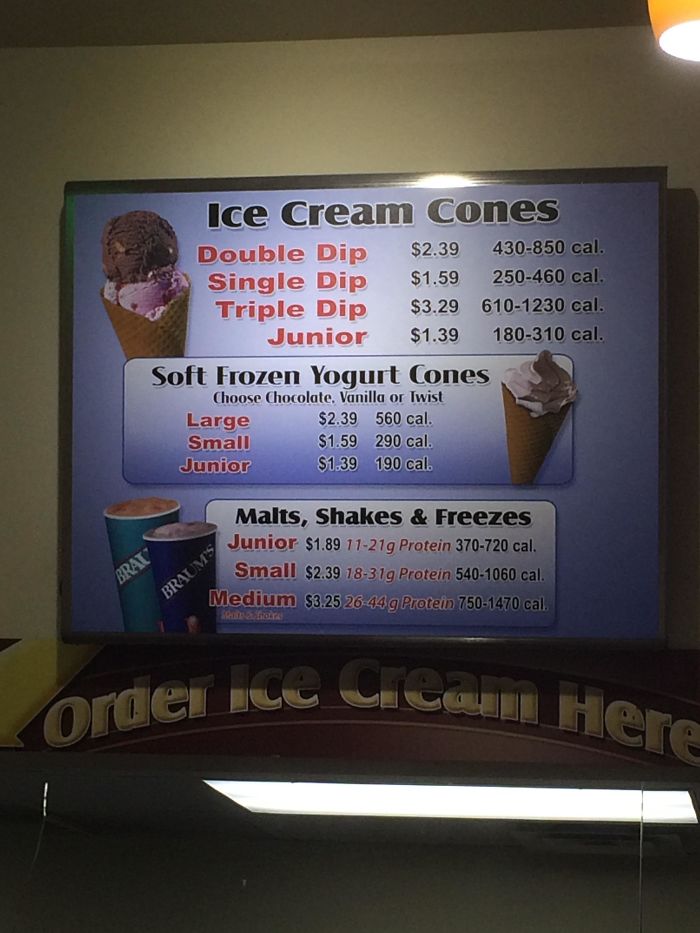 Ice Cream Cones
Double Dip $2.39 430-850 cal.
Single Dip $1.59 250-460 cal.
Triple Dip $3.29 610-1230 cal.
Junior $1.39 180-310 cal.
Soft Frozen Yogurt Cones
Choose Chocolate, Vanilla or Twist
Large $2.39 560 cal.
Small $1.59 290 cal.
Junior $1.39 190 cal.
Malts, Shakes & Freezes
Junior $1.89 11-21g Protein 370-720 cal.
Small $2.39 18-31g Protein 540-1060 cal.
Medium $3.25 26-44g Protein 750-1470 cal.
Malts & Shakes
BRAU
BRAUM'S
Order Ice Cream Here